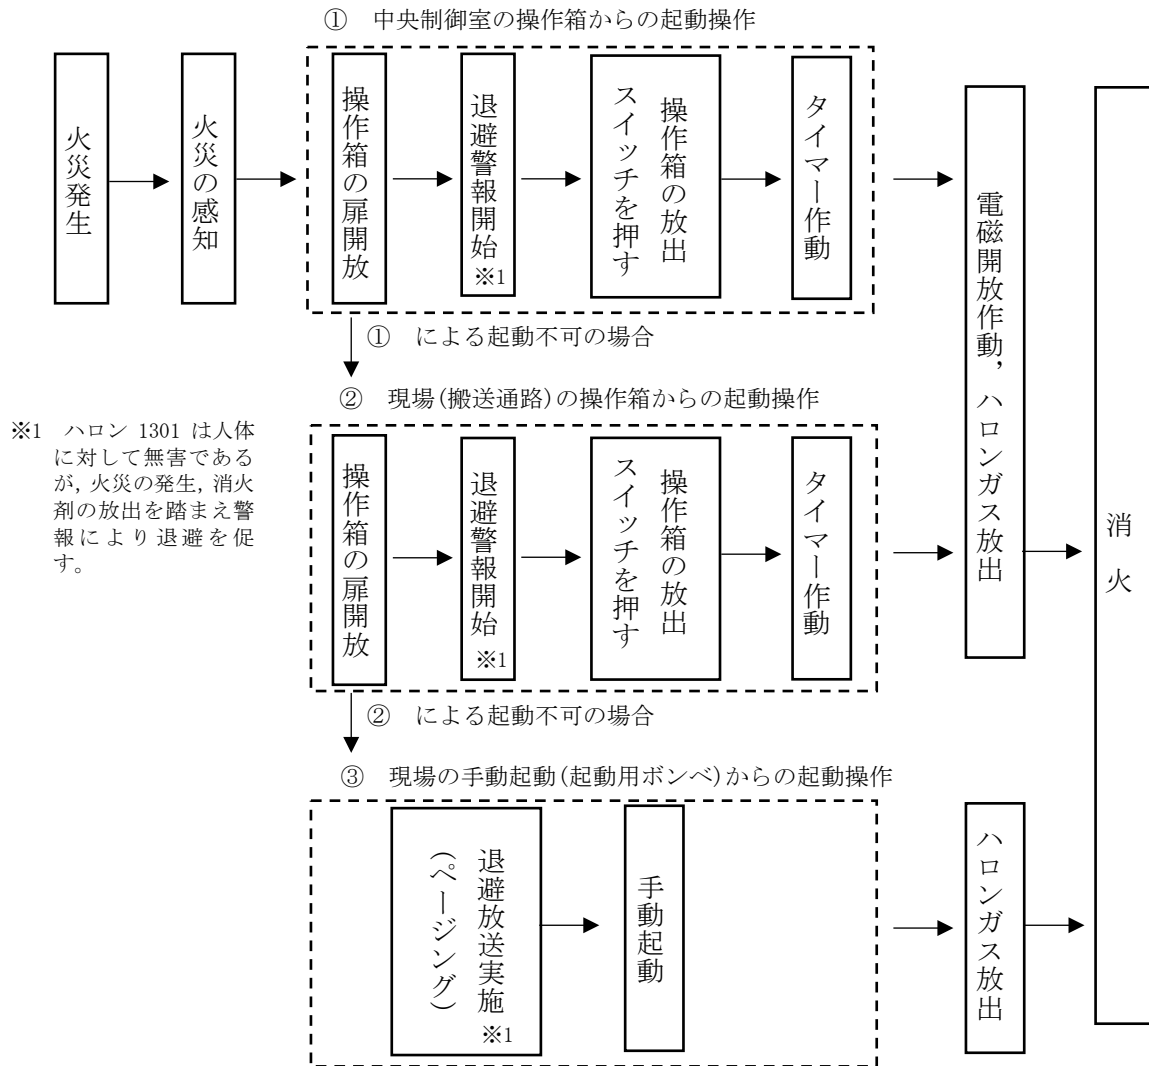 ① 中央制御室の操作箱からの起動操作
火災発生
火災の感知
操作箱の扉開放
退避警報開始
※1
操作箱の放出
スイッチを押す
タイマー作動
電磁開放作動，ハロンガス放出
消火
① による起動不可の場合
② 現場(搬送通路)の操作箱からの起動操作
※1 ハロン 1301 は人体
に対して無害である
が，火災の発生，消火
剤の放出を踏まえ警
報により退避を促
す。
操作箱の扉開放
退避警報開始
※1
操作箱の放出
スイッチを押す
タイマー作動
② による起動不可の場合
③ 現場の手動起動(起動用ボンベ)からの起動操作
退避放送実施
※1
（ページング）
手動起動
ハロンガス放出